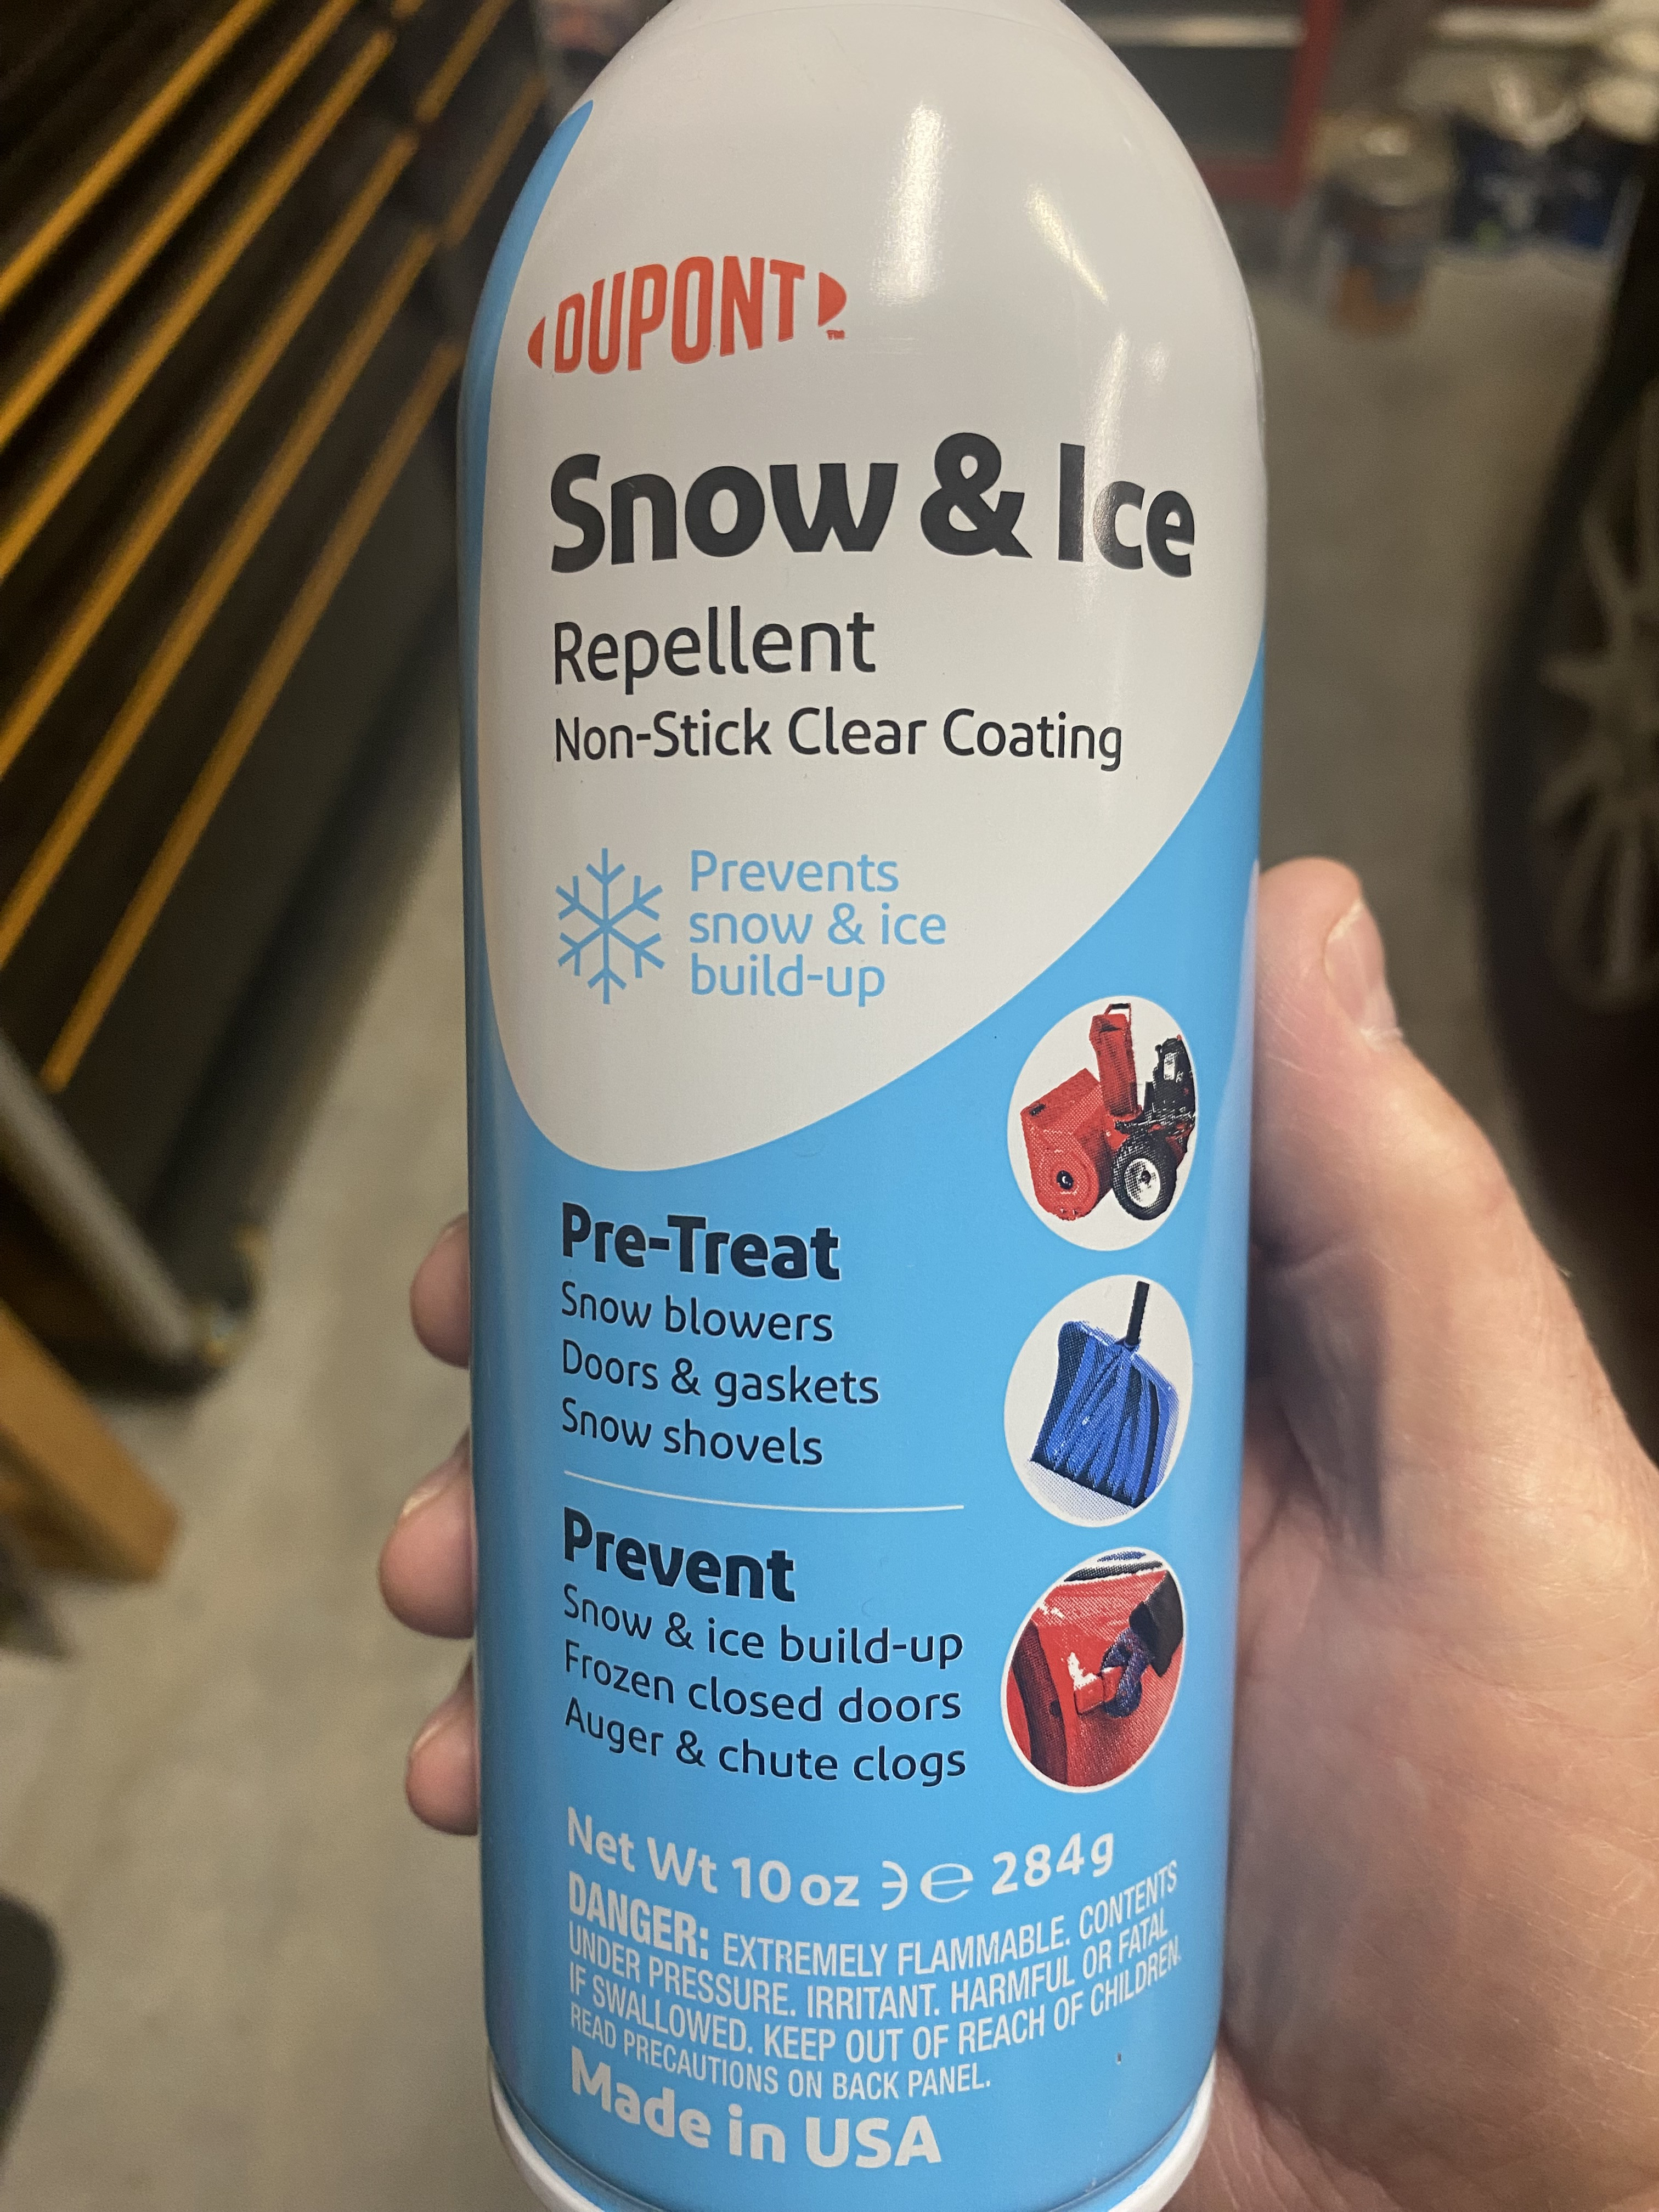 DUPONT™
Snow & Ice
Repellent
Non-Stick Clear Coating
Prevents
snow & ice
build-up
Pre-Treat
Snow blowers
Doors & gaskets
Snow shovels
Prevent
Snow & ice build-up
Frozen closed doors
Auger & chute clogs
Net Wt 10 oz ℮ 284g
DANGER: EXTREMELY FLAMMABLE. CONTENTS
UNDER PRESSURE. IRRITANT. HARMFUL OR FATAL
IF SWALLOWED. KEEP OUT OF REACH OF CHILDREN.
READ PRECAUTIONS ON BACK PANEL.
Made in USA